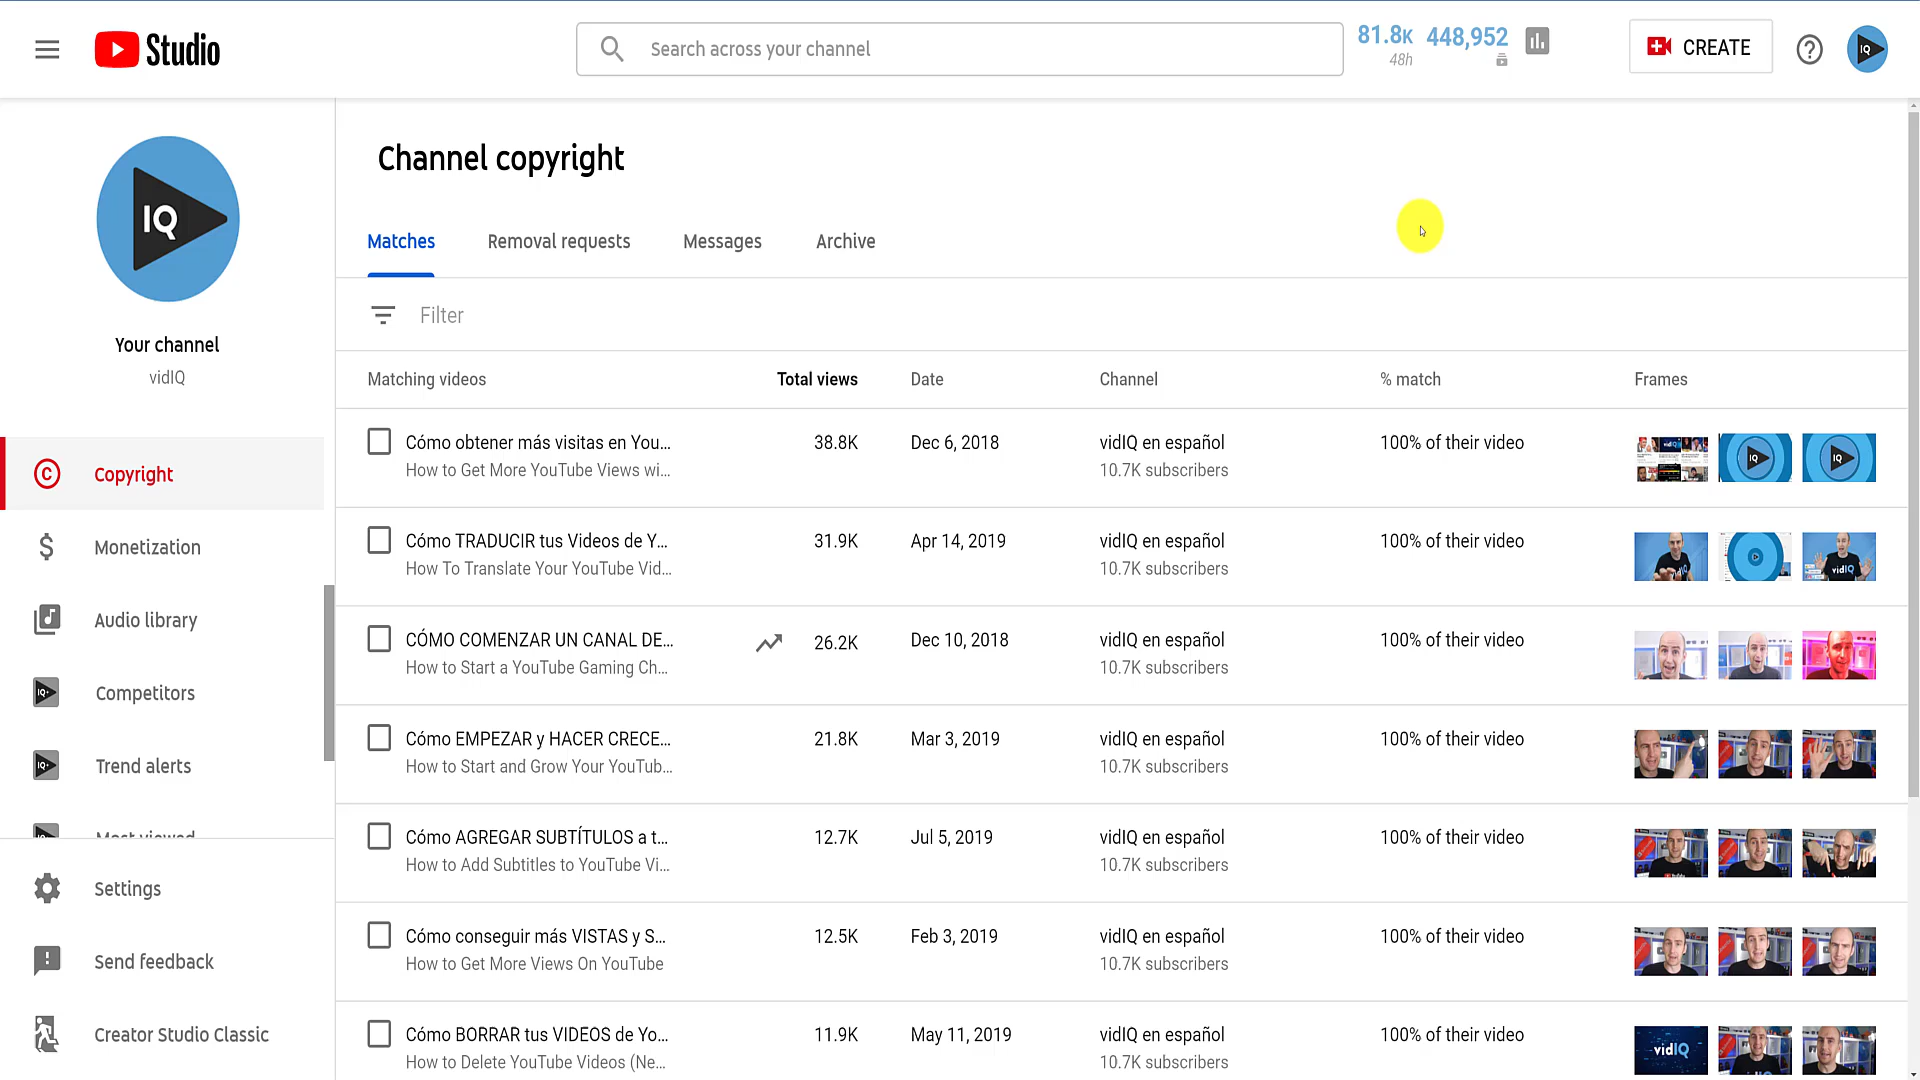 Studio
Search across your channel
81.8K 448,952
48h
CREATE
IQ
IQ
Your channel
vidIQ
Copyright
Monetization
Audio library
Competitors
Trend alerts
Most viewed
Settings
Send feedback
Creator Studio Classic
Channel copyright
Matches Removal requests Messages Archive
Filter
Matching videos Total views Date Channel % match Frames
Cómo obtener más visitas en You... 38.8K Dec 6, 2018 vidIQ en español 100% of their video
How to Get More YouTube Views wi... 10.7K subscribers
Cómo TRADUCIR tus Videos de Y... 31.9K Apr 14, 2019 vidIQ en español 100% of their video
How To Translate Your YouTube Vid... 10.7K subscribers
CÓMO COMENZAR UN CANAL DE... 26.2K Dec 10, 2018 vidIQ en español 100% of their video
How to Start a YouTube Gaming Ch... 10.7K subscribers
Cómo EMPEZAR y HACER CRECE... 21.8K Mar 3, 2019 vidIQ en español 100% of their video
How to Start and Grow Your YouTub... 10.7K subscribers
Cómo AGREGAR SUBTÍTULOS a t... 12.7K Jul 5, 2019 vidIQ en español 100% of their video
How to Add Subtitles to YouTube Vi... 10.7K subscribers
Cómo conseguir más VISTAS y S... 12.5K Feb 3, 2019 vidIQ en español 100% of their video
How to Get More Views On YouTube 10.7K subscribers
Cómo BORRAR tus VIDEOS de Yo... 11.9K May 11, 2019 vidIQ en español 100% of their video
How to Delete YouTube Videos (Ne... 10.7K subscribers
vidIQ